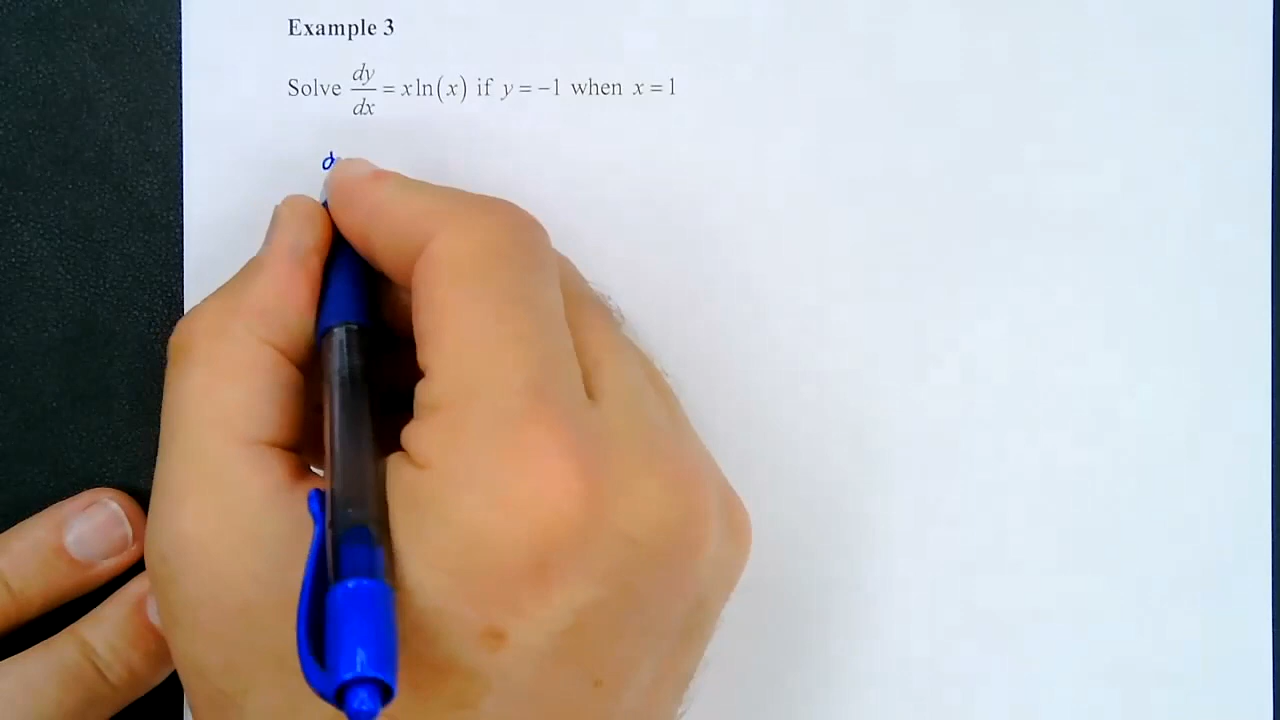 Example 3
Solve dy/dx = x ln(x) if y = −1 when x = 1
d